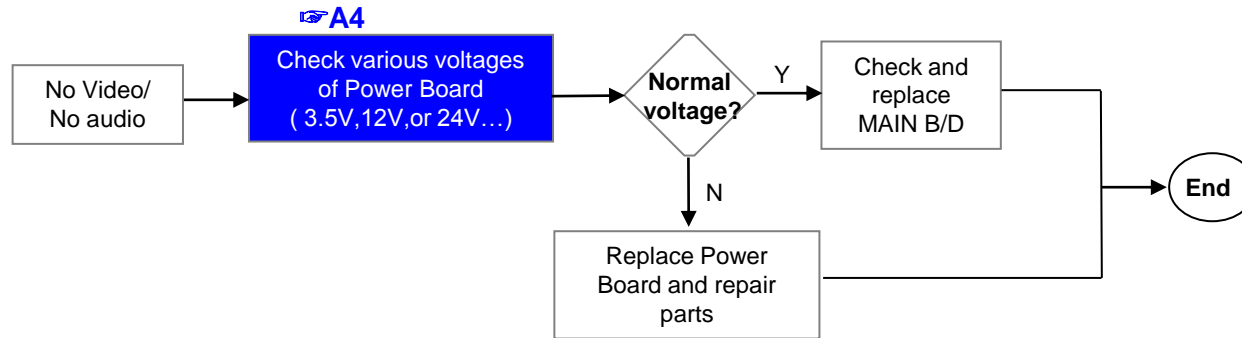 ☞A4
No Video/
No audio
Check various voltages
of Power Board
( 3.5V,12V,or 24V…)
Normal
voltage?
Y
Check and
replace
MAIN B/D
N
Replace Power
Board and repair
parts
End